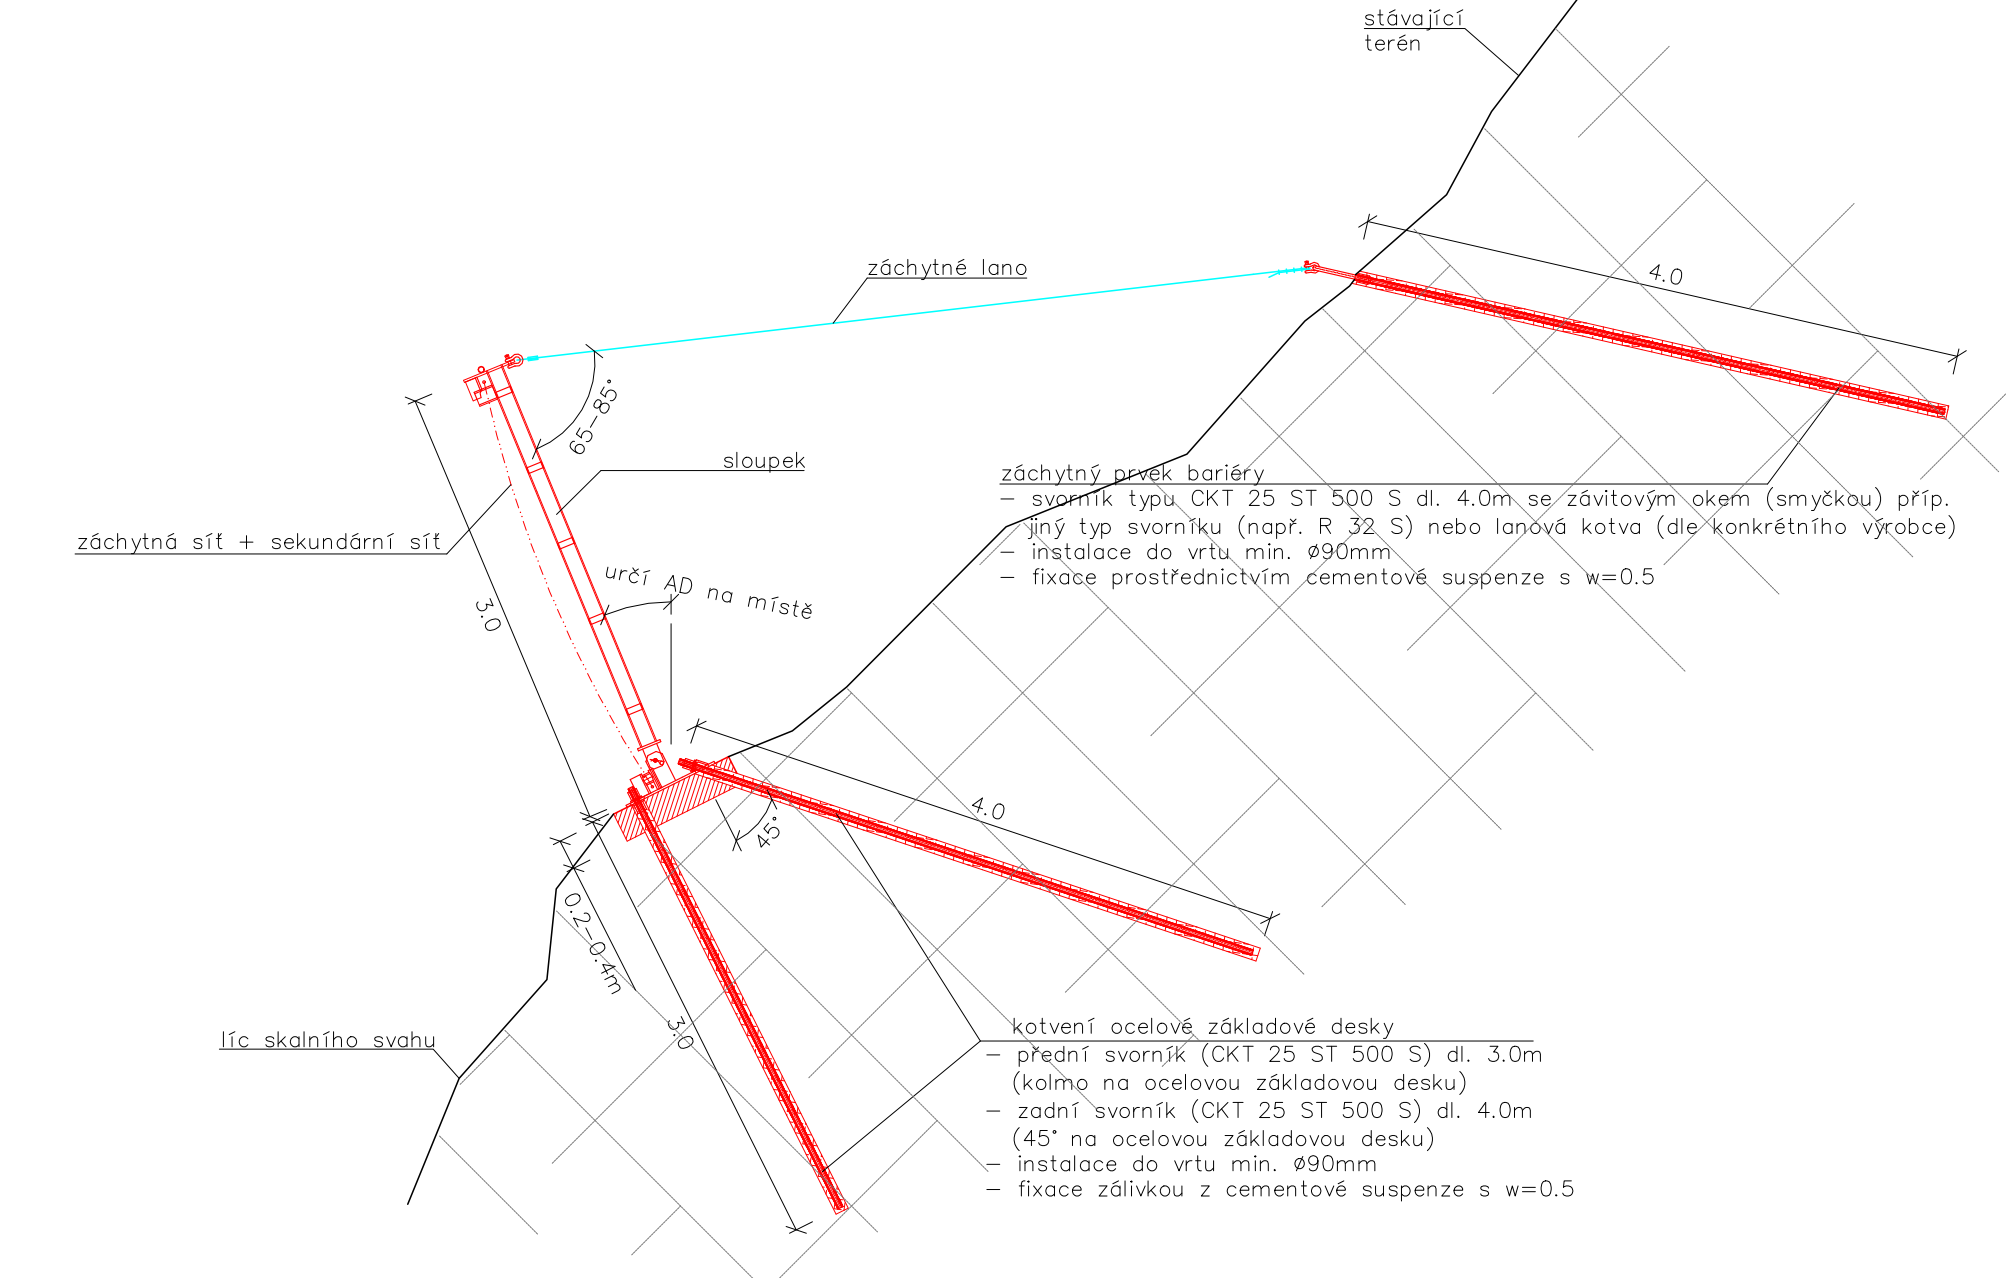 stávající
terén
záchytné lano
4.0
65-85°
sloupek
záchytný prvek bariéry
- svorník typu CKT 25 ST 500 S dl. 4.0m se závitovým okem (smyčkou) příp.
jiný typ svorníku (např. R 32 S) nebo lanová kotva (dle konkrétního výrobce)
- instalace do vrtu min. Ø90mm
- fixace prostřednictvím cementové suspenze s w=0.5
záchytná síť + sekundární síť
určí AD na místě
3.0
4.0
45°
0.2-0.4m
3.0
líc skalního svahu
kotvení ocelové základové desky
- přední svorník (CKT 25 ST 500 S) dl. 3.0m
(kolmo na ocelovou základovou desku)
- zadní svorník (CKT 25 ST 500 S) dl. 4.0m
(45° na ocelovou základovou desku)
- instalace do vrtu min. Ø90mm
- fixace zálivkou z cementové suspenze s w=0.5